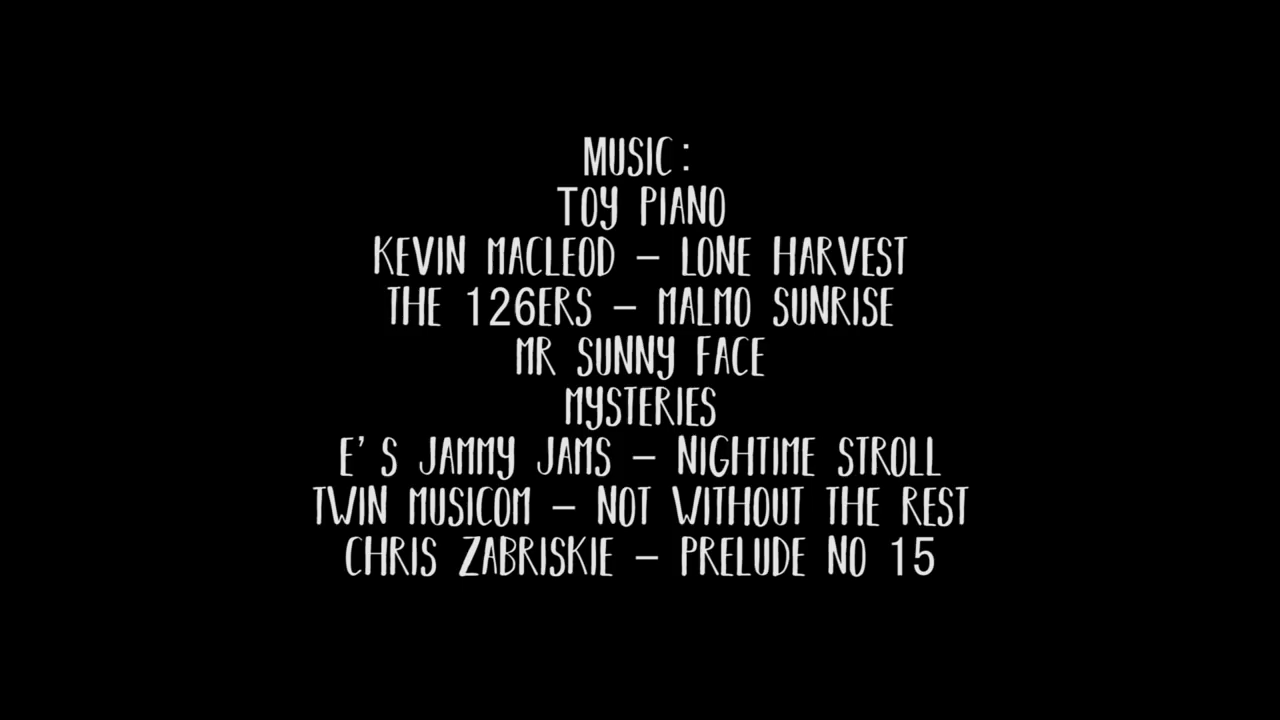 MUSIC:
TOY PIANO
KEVIN MACLEOD – LONE HARVEST
THE 126ERS – MALMO SUNRISE
MR SUNNY FACE
MYSTERIES
E'S JAMMY JAMS – NIGHTIME STROLL
TWIN MUSICOM – NOT WITHOUT THE REST
CHRIS ZABRISKIE – PRELUDE NO 15